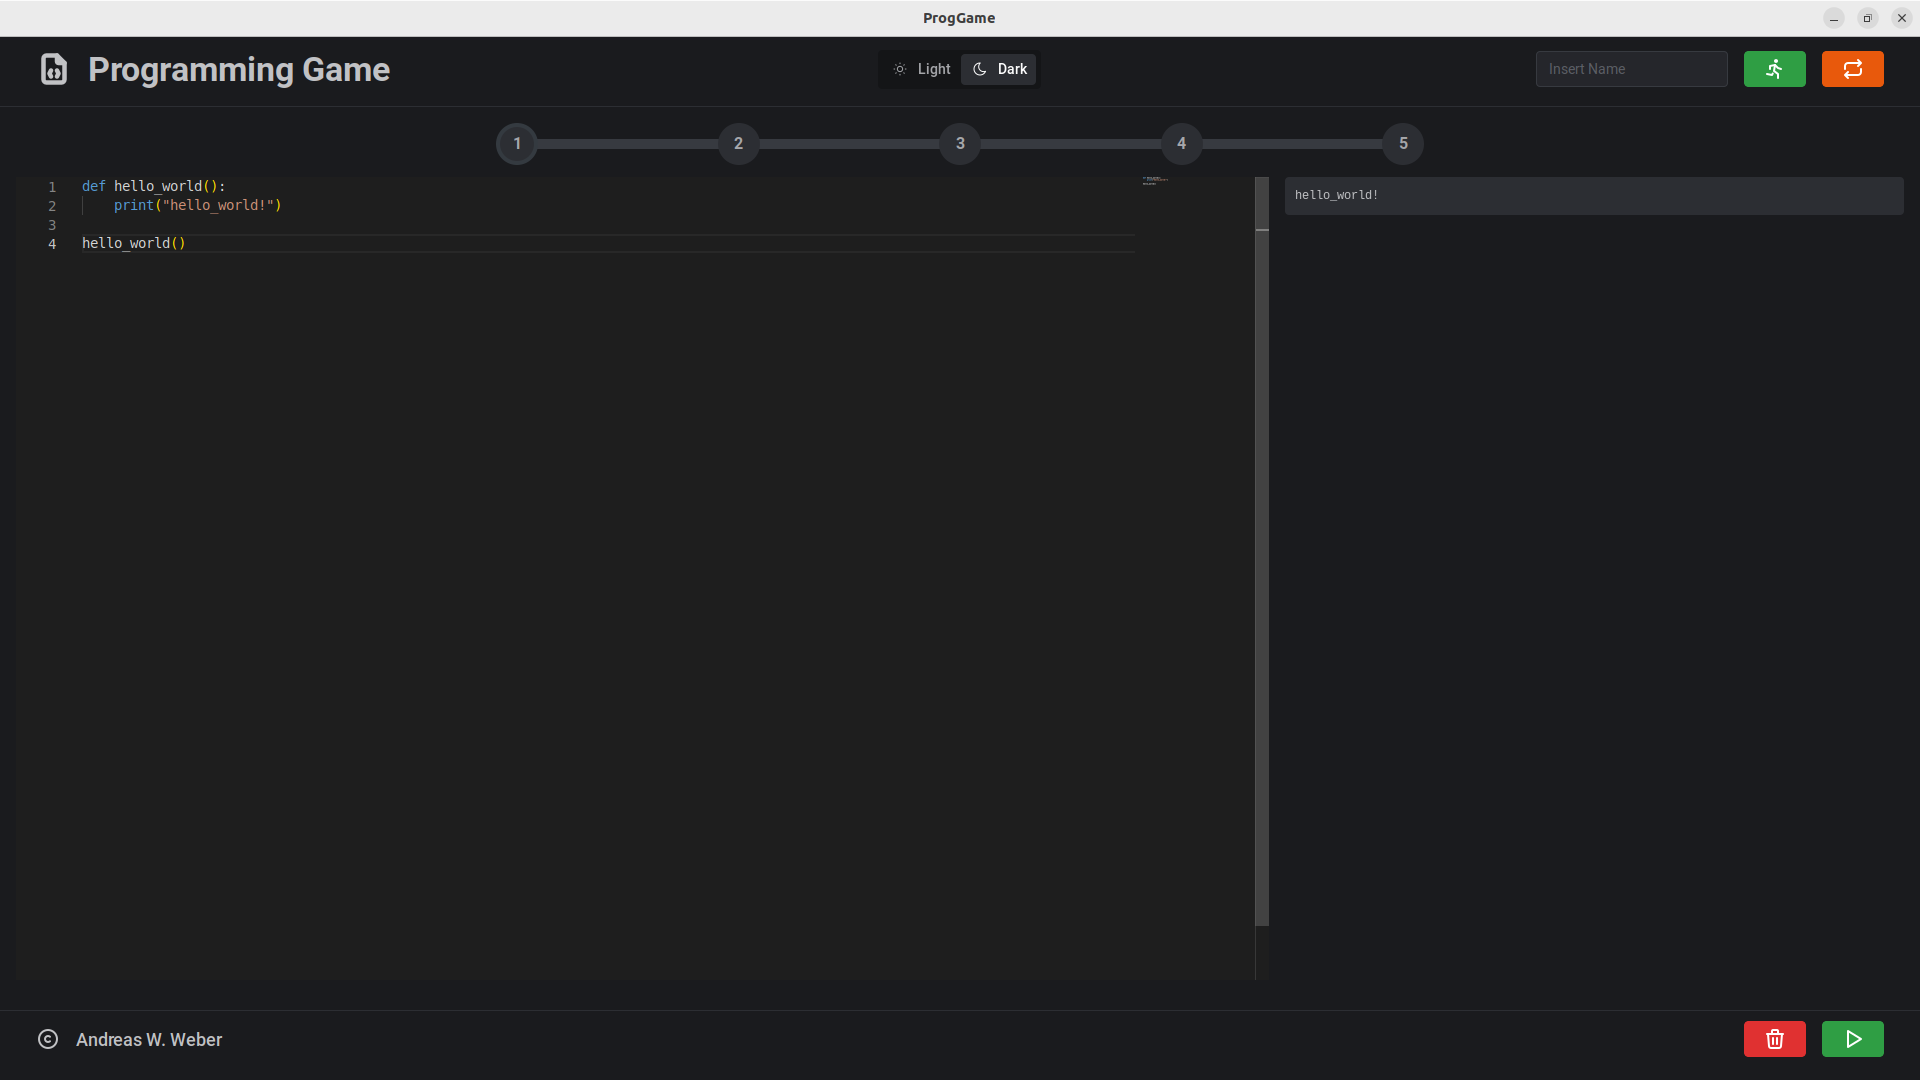 ProgGame
Programming Game
Light Dark
Insert Name
1 2 3 4 5
1 def hello_world():
2     print("hello_world!")
3
4 hello_world()
hello_world!
© Andreas W. Weber